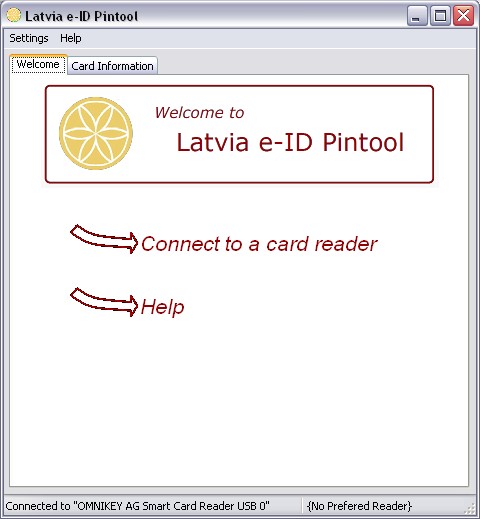 Latvia e-ID Pintool
Settings Help
Welcome Card Information
Welcome to
Latvia e-ID Pintool
Connect to a card reader
Help
Connected to "OMNIKEY AG Smart Card Reader USB 0" {No Prefered Reader}